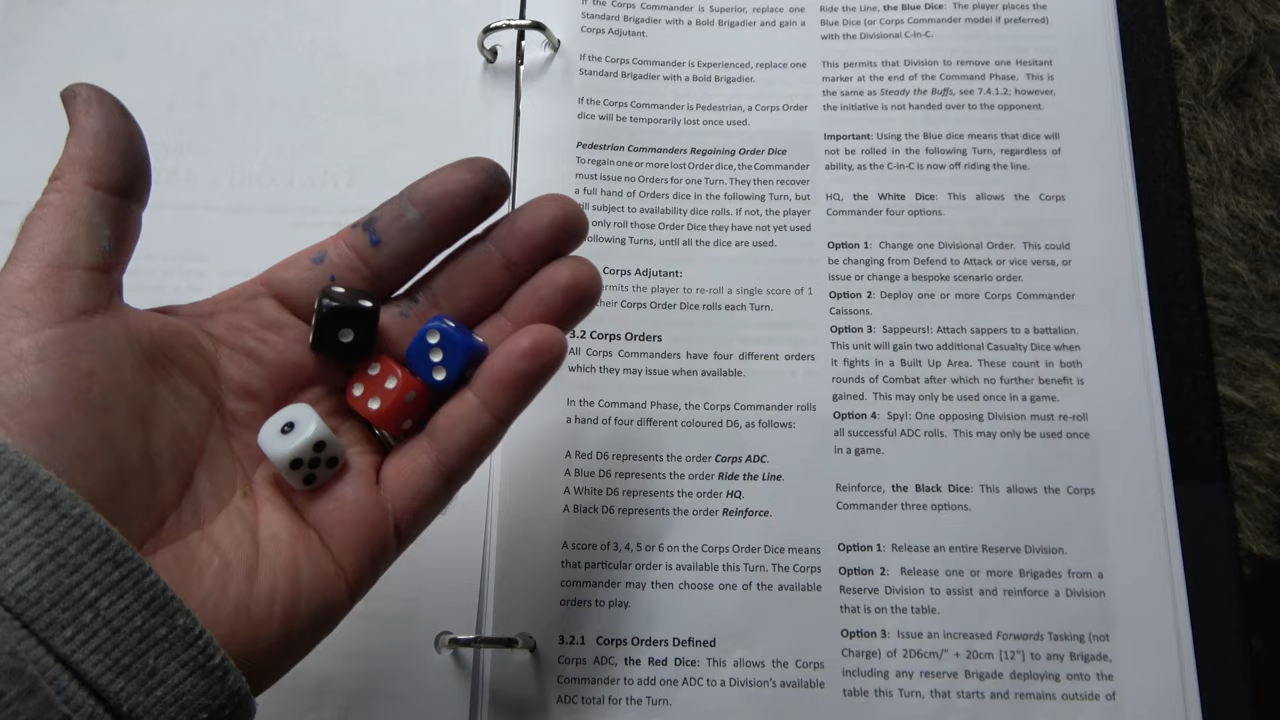 If the Corps Commander is Superior, replace one
Standard Brigadier with a Bold Brigadier and gain a
Corps Adjutant.
If the Corps Commander is Experienced, replace one
Standard Brigadier with a Bold Brigadier.
If the Corps Commander is Pedestrian, a Corps Order
dice will be temporarily lost once used.
Pedestrian Commanders Regaining Order Dice
To regain one or more lost Order dice, the Commander
must issue no Orders for one Turn. They then recover
a full hand of Orders dice in the following Turn, but
subject to availability dice rolls. If not, the player
only roll those Order Dice they have not yet used
following Turns, until all the dice are used.
Corps Adjutant:
the player to re-roll a single score of 1
their Corps Order Dice rolls each Turn.
3.2 Corps Orders
All Corps Commanders have four different orders
which they may issue when available.
In the Command Phase, the Corps Commander rolls
a hand of four different coloured D6, as follows:
A Red D6 represents the order Corps ADC.
A Blue D6 represents the order Ride the Line.
A White D6 represents the order HQ.
A Black D6 represents the order Reinforce.
A score of 3, 4, 5 or 6 on the Corps Order Dice means
that particular order is available this Turn. The Corps
commander may then choose one of the available
orders to play.
3.2.1 Corps Orders Defined
Corps ADC, the Red Dice: This allows the Corps
Commander to add one ADC to a Division's available
ADC total for the Turn.
Ride the Line, the Blue Dice: The player places the
Blue Dice (or Corps Commander model if preferred)
with the Divisional C-in-C.
This permits that Division to remove one Hesitant
marker at the end of the Command Phase. This is
the same as Steady the Buffs, see 7.4.1.2; however,
the initiative is not handed over to the opponent.
Important: Using the Blue dice means that dice will
not be rolled in the following Turn, regardless of
ability, as the C-in-C is now off riding the line.
HQ, the White Dice: This allows the Corps
Commander four options.
Option 1: Change one Divisional Order. This could
be changing from Defend to Attack or vice versa, or
issue or change a bespoke scenario order.
Option 2: Deploy one or more Corps Commander
Caissons.
Option 3: Sappeurs!: Attach sappers to a battalion.
This unit will gain two additional Casualty Dice when
it fights in a Built Up Area. These count in both
rounds of Combat after which no further benefit is
gained. This may only be used once in a game.
Option 4: Spy!: One opposing Division must re-roll
all successful ADC rolls. This may only be used once
in a game.
Reinforce, the Black Dice: This allows the Corps
Commander three options.
Option 1: Release an entire Reserve Division.
Option 2: Release one or more Brigades from a
Reserve Division to assist and reinforce a Division
that is on the table.
Option 3: Issue an increased Forwards Tasking (not
Charge) of 2D6cm/" + 20cm [12"] to any Brigade,
including any reserve Brigade deploying onto the
table this Turn, that starts and remains outside of